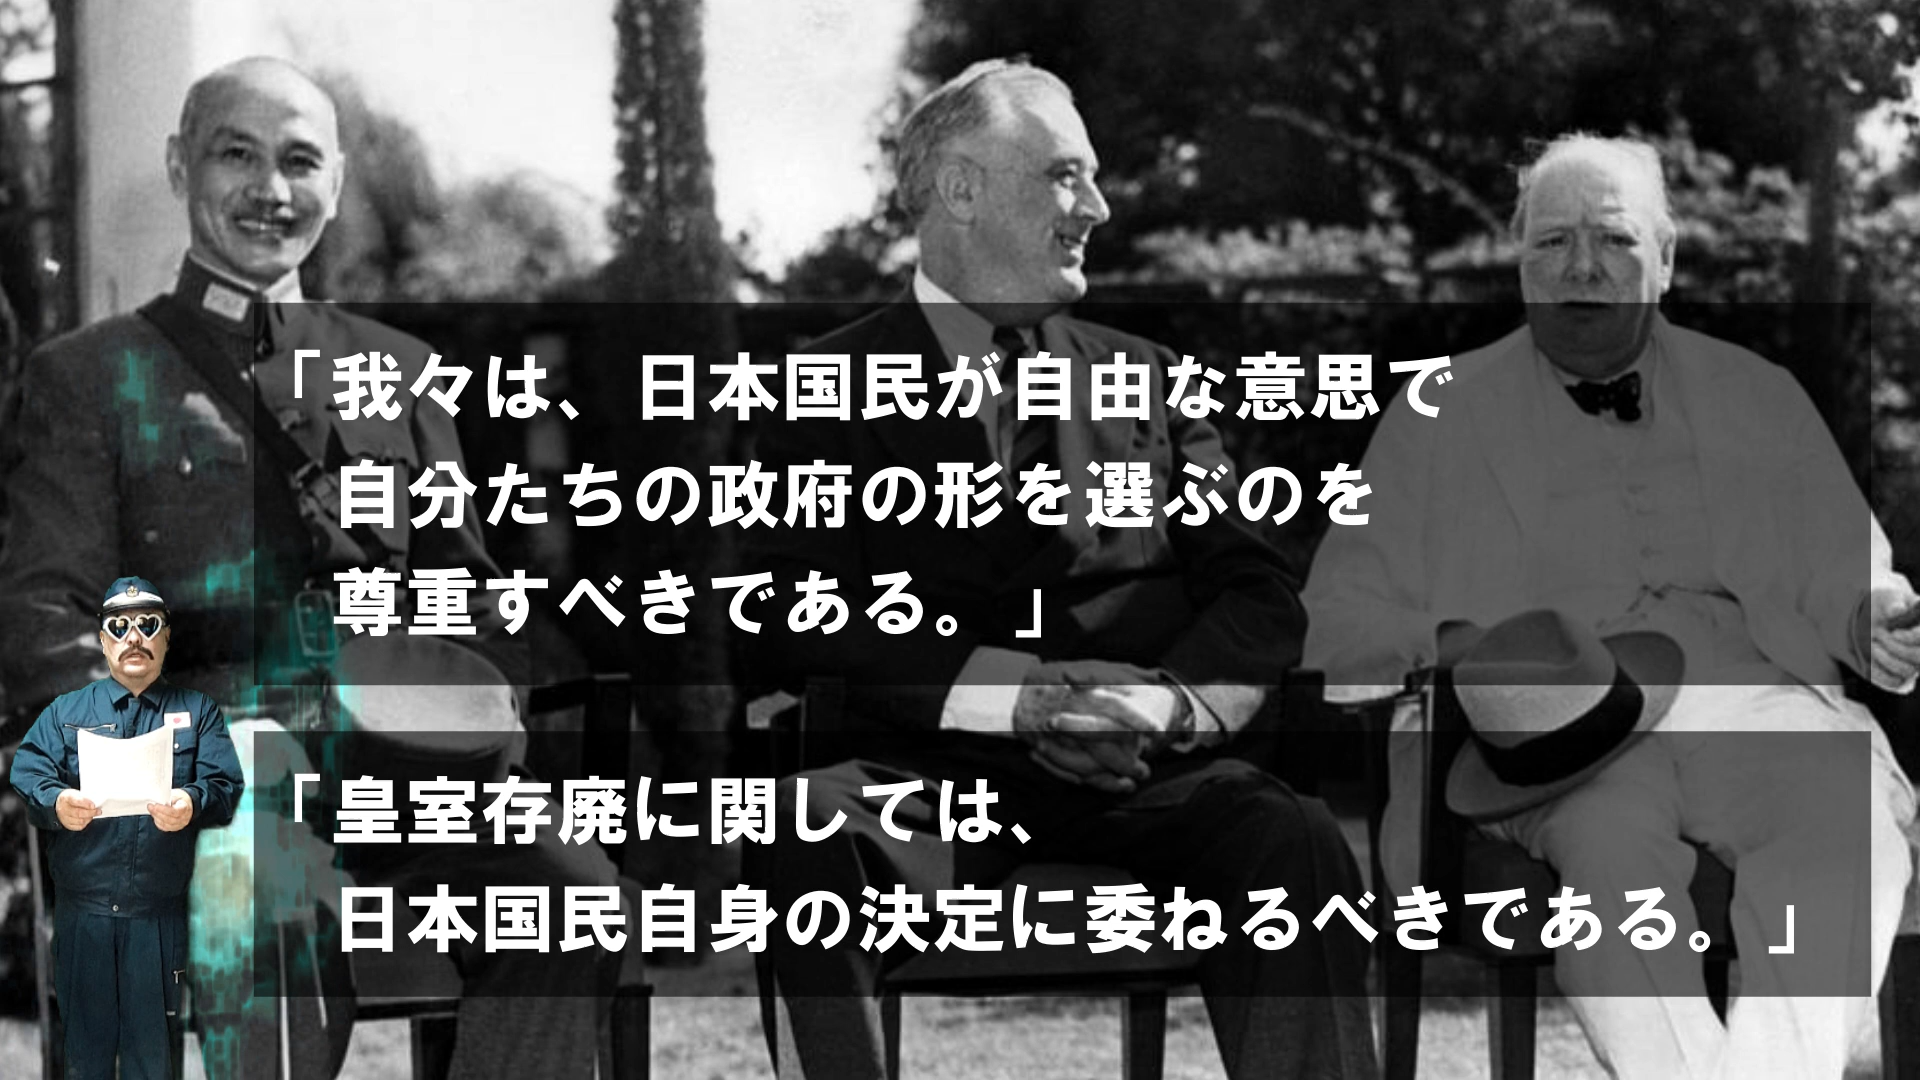 「我々は、日本国民が自由な意思で
自分たちの政府の形を選ぶのを
尊重すべきである。」
「皇室存廃に関しては、
日本国民自身の決定に委ねるべきである。」